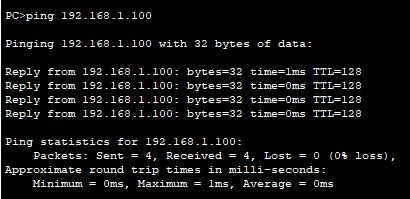 PC>ping 192.168.1.100
Pinging 192.168.1.100 with 32 bytes of data:
Reply from 192.168.1.100: bytes=32 time=1ms TTL=128
Reply from 192.168.1.100: bytes=32 time=0ms TTL=128
Reply from 192.168.1.100: bytes=32 time=0ms TTL=128
Reply from 192.168.1.100: bytes=32 time=0ms TTL=128
Ping statistics for 192.168.1.100:
Packets: Sent = 4, Received = 4, Lost = 0 (0% loss),
Approximate round trip times in milli-seconds:
Minimum = 0ms, Maximum = 1ms, Average = 0ms